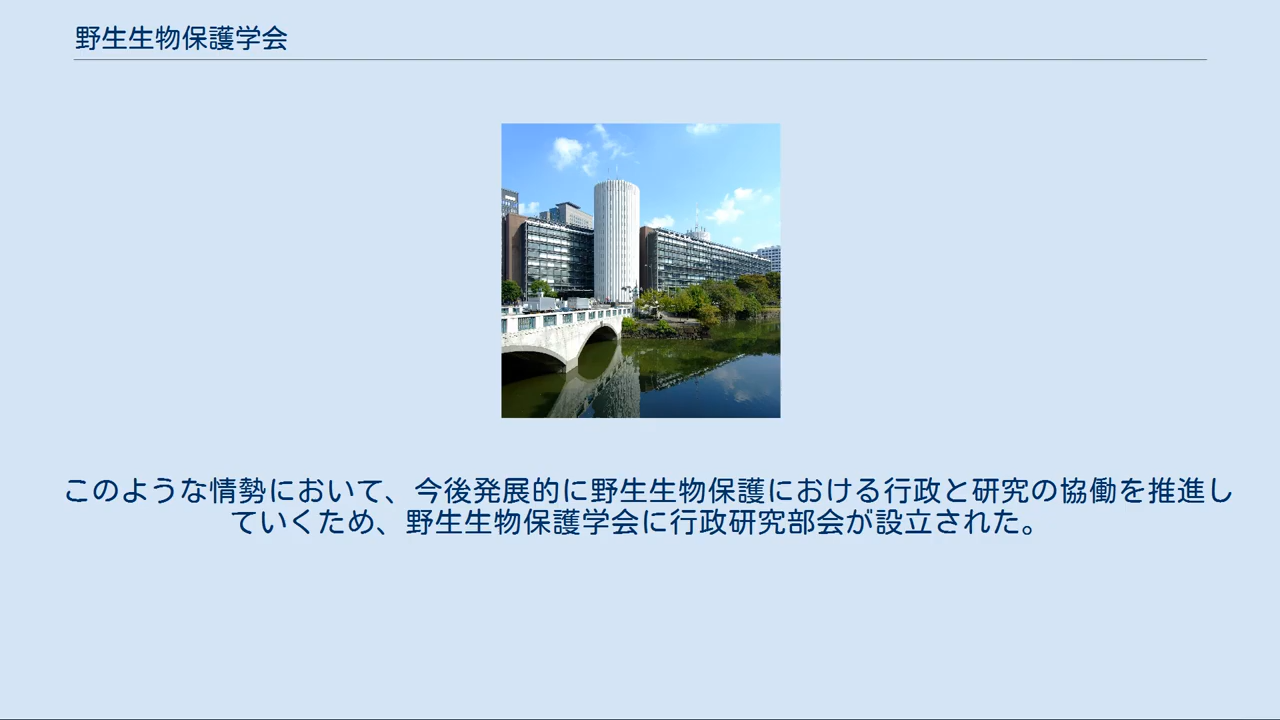 野生生物保護学会
このような情勢において、今後発展的に野生生物保護における行政と研究の協働を推進し
ていくため、野生生物保護学会に行政研究部会が設立された。